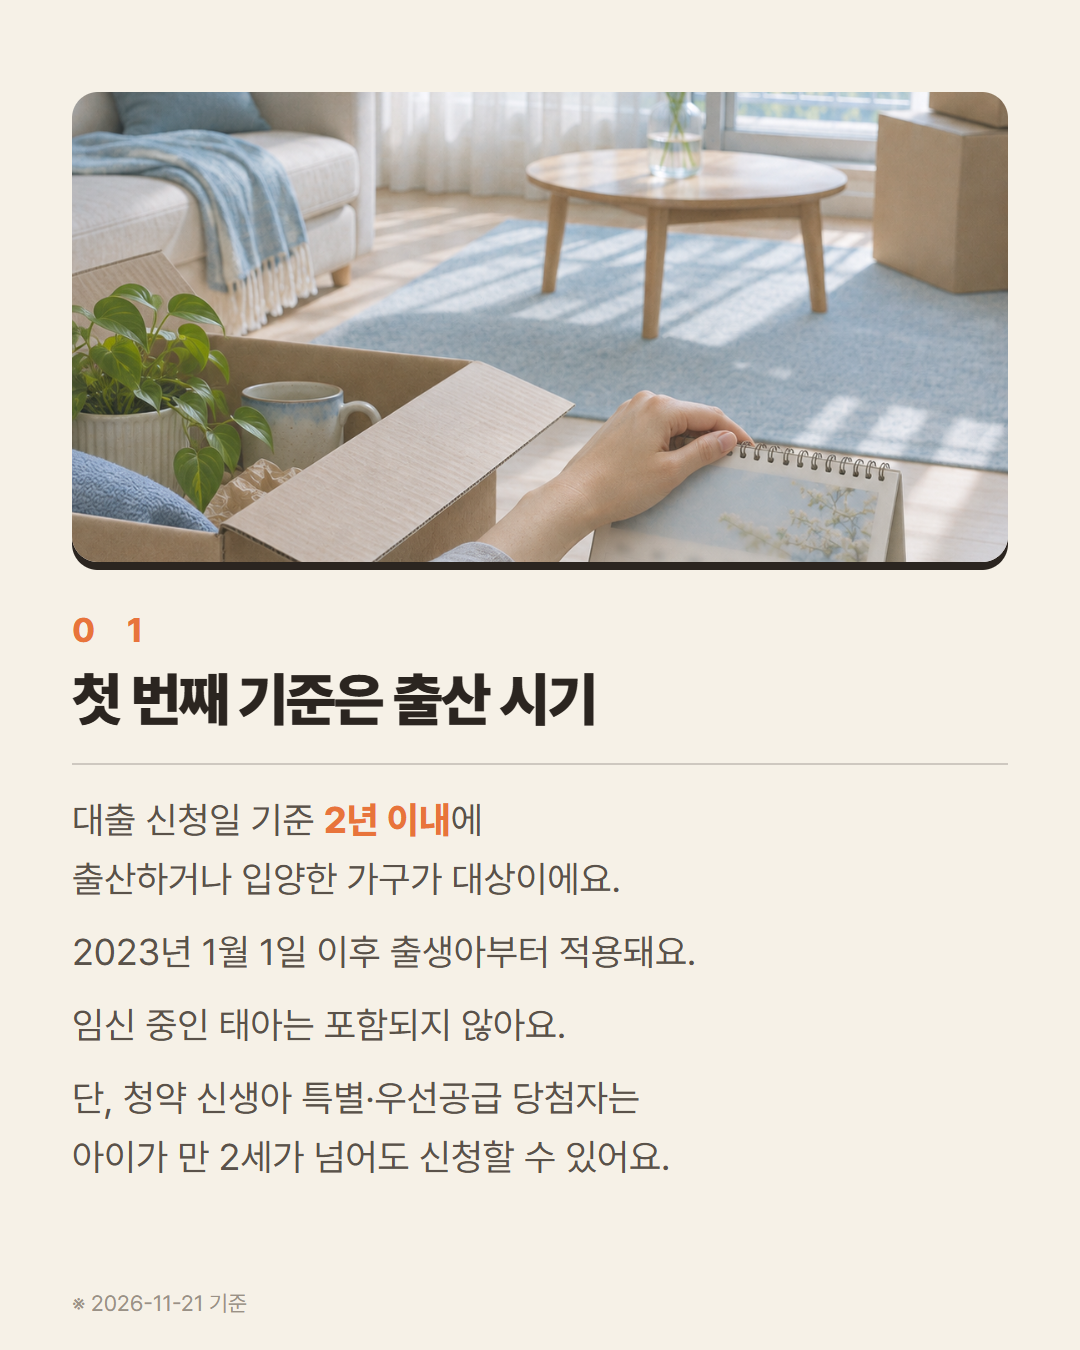 0 1
첫 번째 기준은 출산 시기
대출 신청일 기준 2년 이내에
출산하거나 입양한 가구가 대상이에요.
2023년 1월 1일 이후 출생아부터 적용돼요.
임신 중인 태아는 포함되지 않아요.
단, 청약 신생아 특별·우선공급 당첨자는
아이가 만 2세가 넘어도 신청할 수 있어요.
※ 2026-11-21 기준